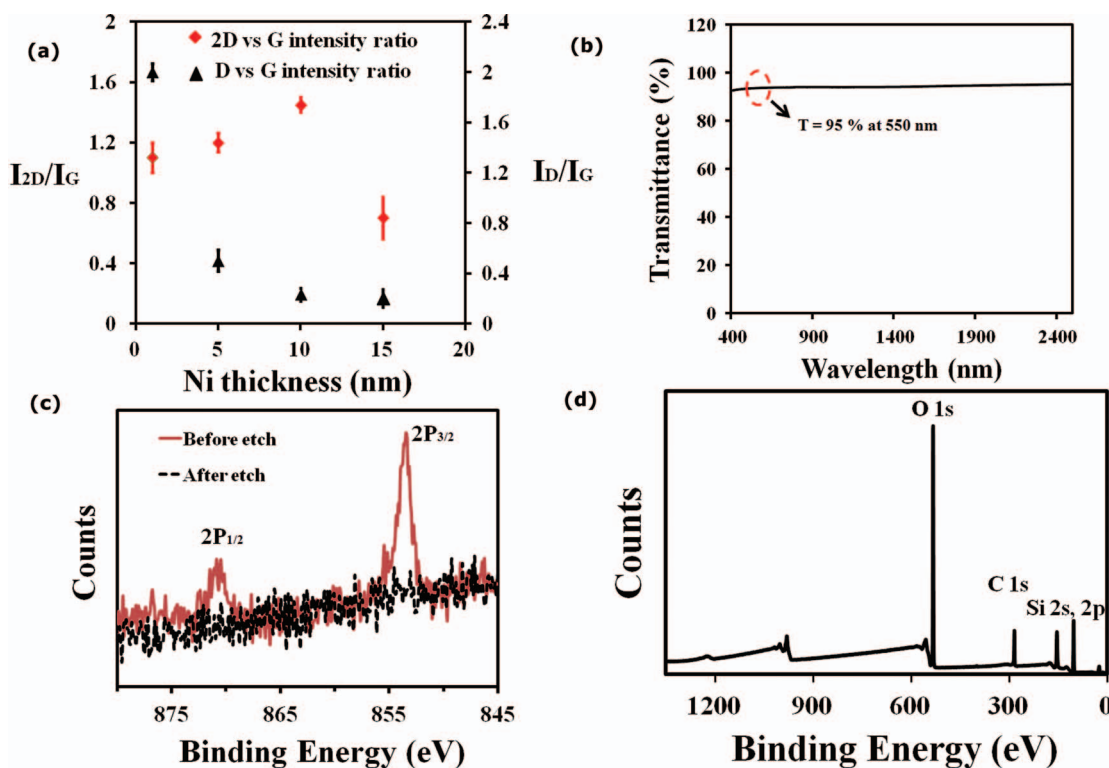 (a)
2D vs G intensity ratio
D vs G intensity ratio
2
1.6
1.2
0.8
0.4
0
I2D/IG
2.4
2
1.6
1.2
0.8
0.4
0
ID/IG
0 5 10 15 20
Ni thickness (nm)
(b)
120
100
80
60
40
20
0
Transmittance (%)
T = 95 % at 550 nm
400 900 1400 1900 2400
Wavelength (nm)
(c)
Before etch
After etch
2P3/2
2P1/2
Counts
875 865 855 845
Binding Energy (eV)
(d)
O 1s
C 1s
Si 2s, 2p
Counts
1200 900 600 300 0
Binding Energy (eV)